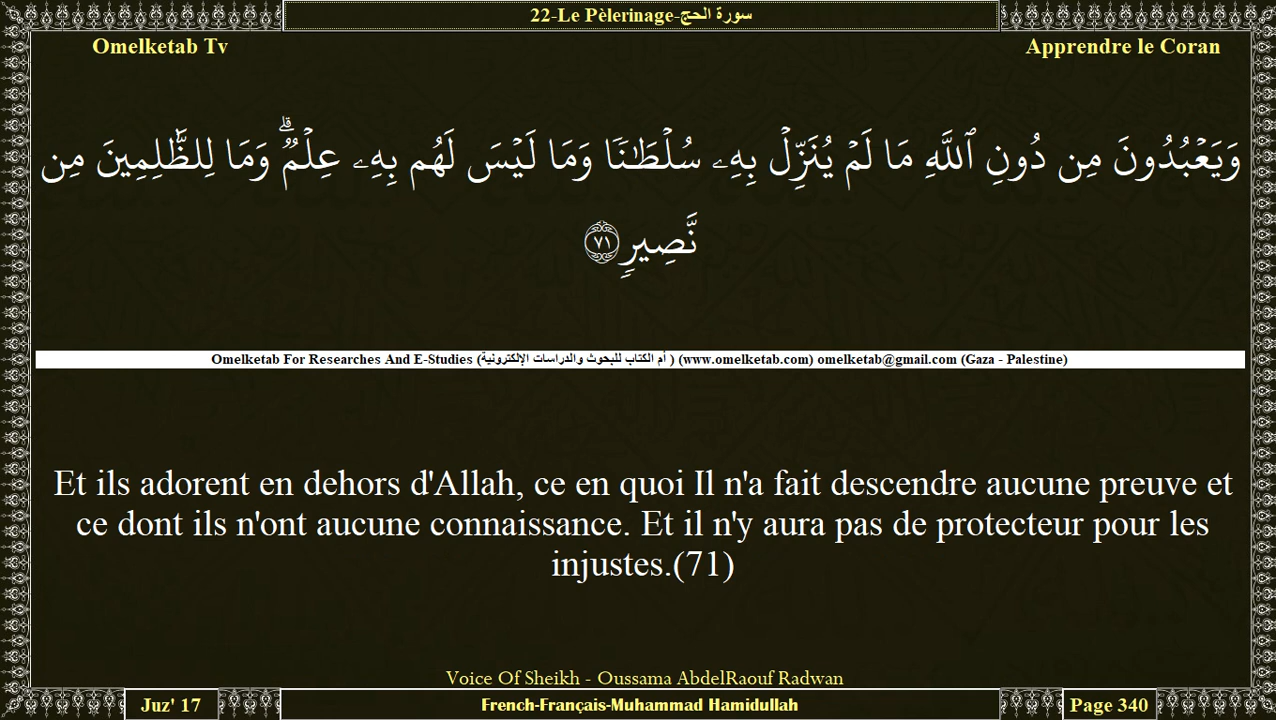 22-Le Pèlerinage-سورة الحج
Omelketab Tv
Apprendre le Coran
وَيَعۡبُدُونَ مِن دُونِ ٱللَّهِ مَا لَمۡ يُنَزِّلۡ بِهِۦ سُلۡطَٰنٗا وَمَا لَيۡسَ لَهُم بِهِۦ عِلۡمٞۗ وَمَا لِلظَّٰلِمِينَ مِن
نَّصِيرٖ ٧١
Omelketab For Researches And E-Studies (أم الكتاب للبحوث والدراسات الإلكترونية ) (www.omelketab.com) omelketab@gmail.com (Gaza - Palestine)
Et ils adorent en dehors d'Allah, ce en quoi Il n'a fait descendre aucune preuve et
ce dont ils n'ont aucune connaissance. Et il n'y aura pas de protecteur pour les
injustes.(71)
Voice Of Sheikh - Oussama AbdelRaouf Radwan
Juz' 17
French-Français-Muhammad Hamidullah
Page 340